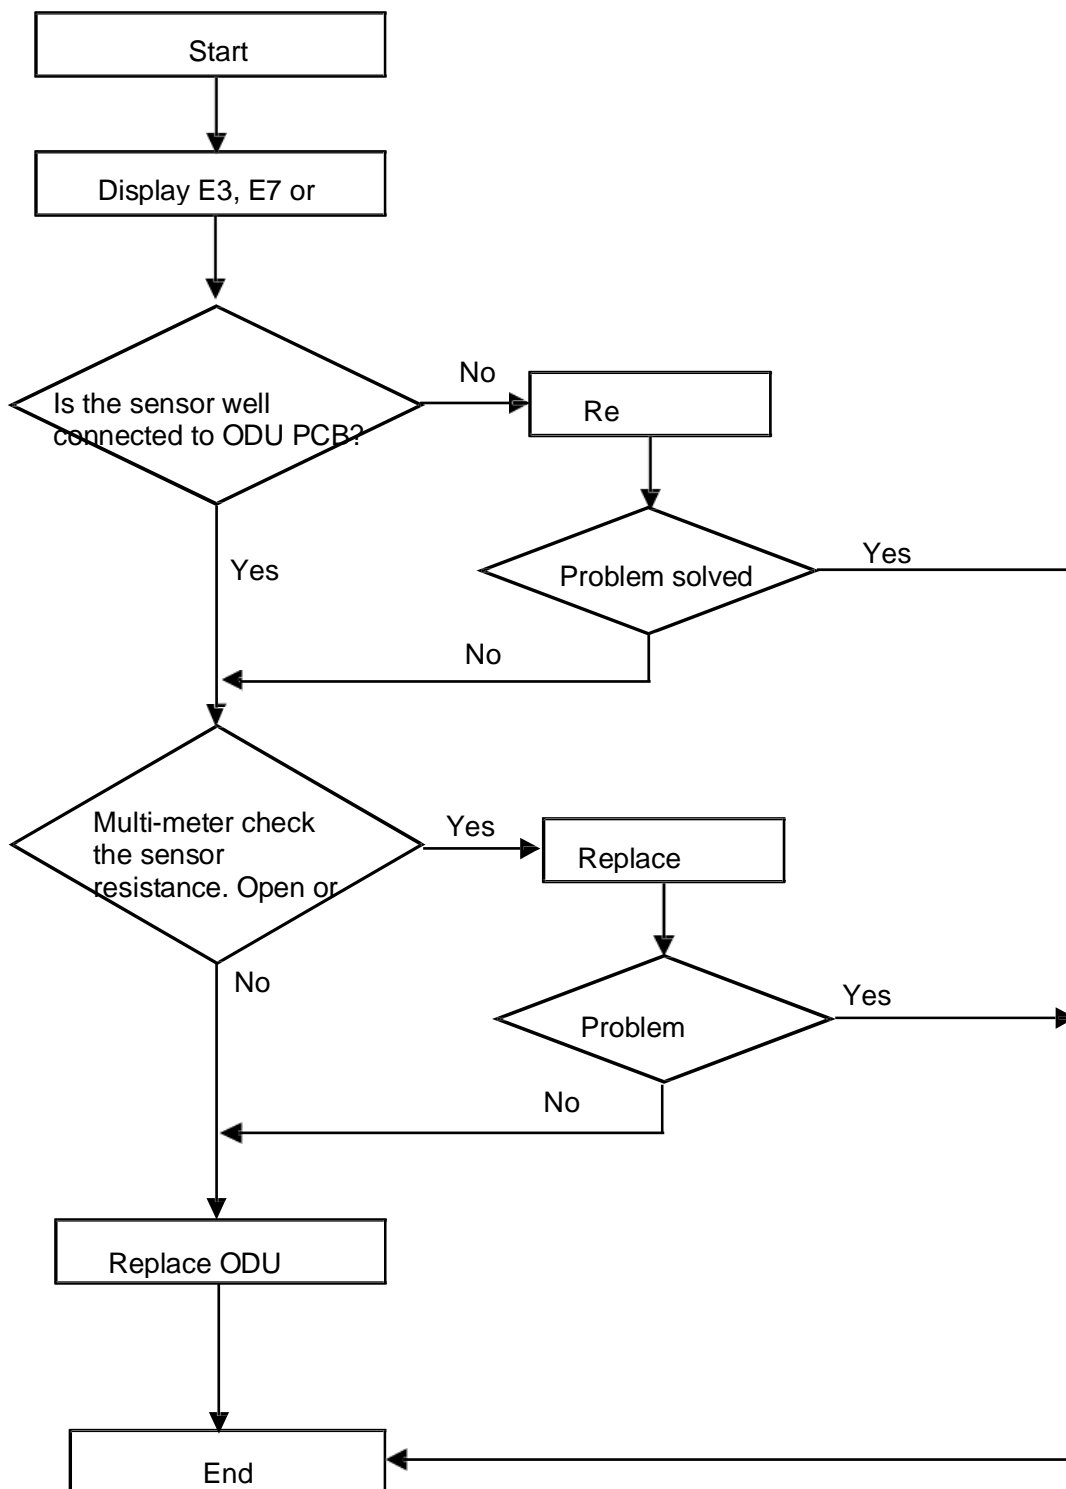 Start
Display E3, E7 or
Is the sensor well
connected to ODU PCB?
No
Re
Yes
Problem solved
Yes
No
Multi-meter check
the sensor
resistance. Open or
Yes
Replace
No
Problem
Yes
No
Replace ODU
End